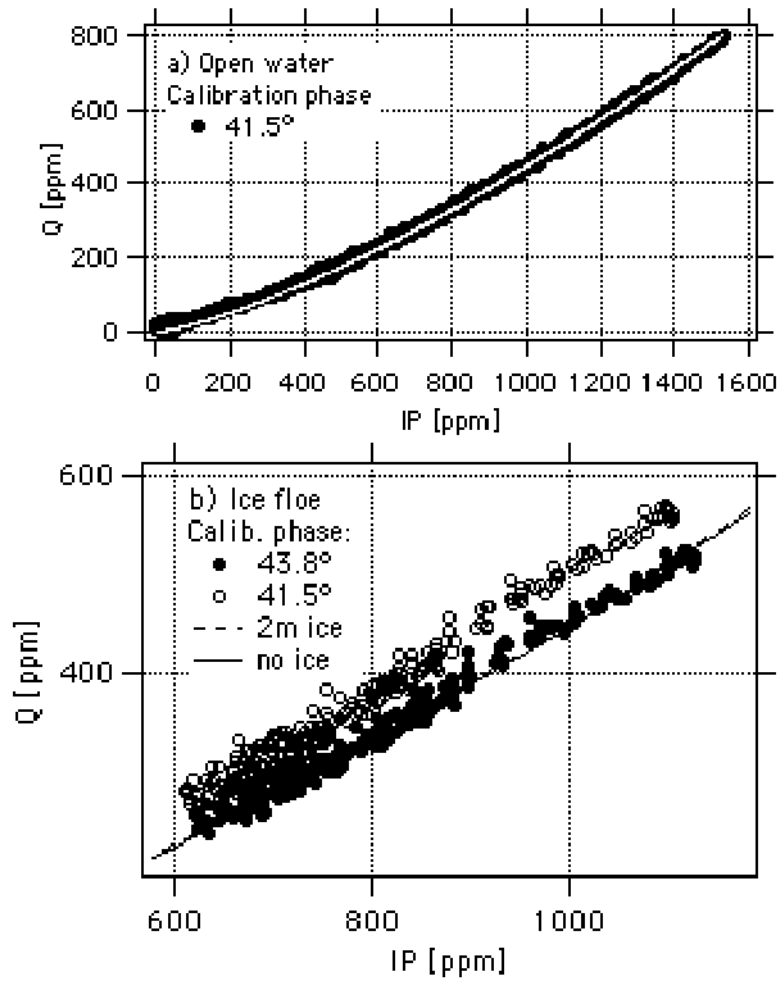 800
600
400
200
0
Q [ppm]
a) Open water
Calibration phase
41.5°
0 200 400 600 800 1000 1200 1400 1600
IP [ppm]
600
400
Q [ppm]
b) Ice floe
Calib. phase:
43.8°
41.5°
2m ice
no ice
600 800 1000
IP [ppm]